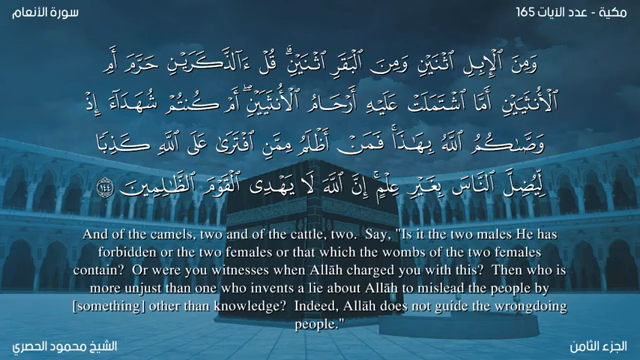 سورة الأنعام
مكية - عدد الآيات 165
وَمِنَ ٱلْإِبِلِ ٱثْنَيْنِ وَمِنَ ٱلْبَقَرِ ٱثْنَيْنِ ۗ قُلْ ءَآلذَّكَرَيْنِ حَرَّمَ أَمِ
ٱلْأُنثَيَيْنِ أَمَّا ٱشْتَمَلَتْ عَلَيْهِ أَرْحَامُ ٱلْأُنثَيَيْنِ ۖ أَمْ كُنتُمْ شُهَدَآءَ إِذْ
وَصَّىٰكُمُ ٱللَّهُ بِهَـٰذَا ۚ فَمَنْ أَظْلَمُ مِمَّنِ ٱفْتَرَىٰ عَلَى ٱللَّهِ كَذِبًا
لِّيُضِلَّ ٱلنَّاسَ بِغَيْرِ عِلْمٍ ۗ إِنَّ ٱللَّهَ لَا يَهْدِى ٱلْقَوْمَ ٱلظَّـٰلِمِينَ ١٤٤
And of the camels, two and of the cattle, two.  Say, "Is it the two males He has
forbidden or the two females or that which the wombs of the two females
contain?  Or were you witnesses when Allāh charged you with this?  Then who is
more unjust than one who invents a lie about Allāh to mislead the people by
[something] other than knowledge?  Indeed, Allāh does not guide the wrongdoing
people."
الشيخ محمود الحصري
الجزء الثامن